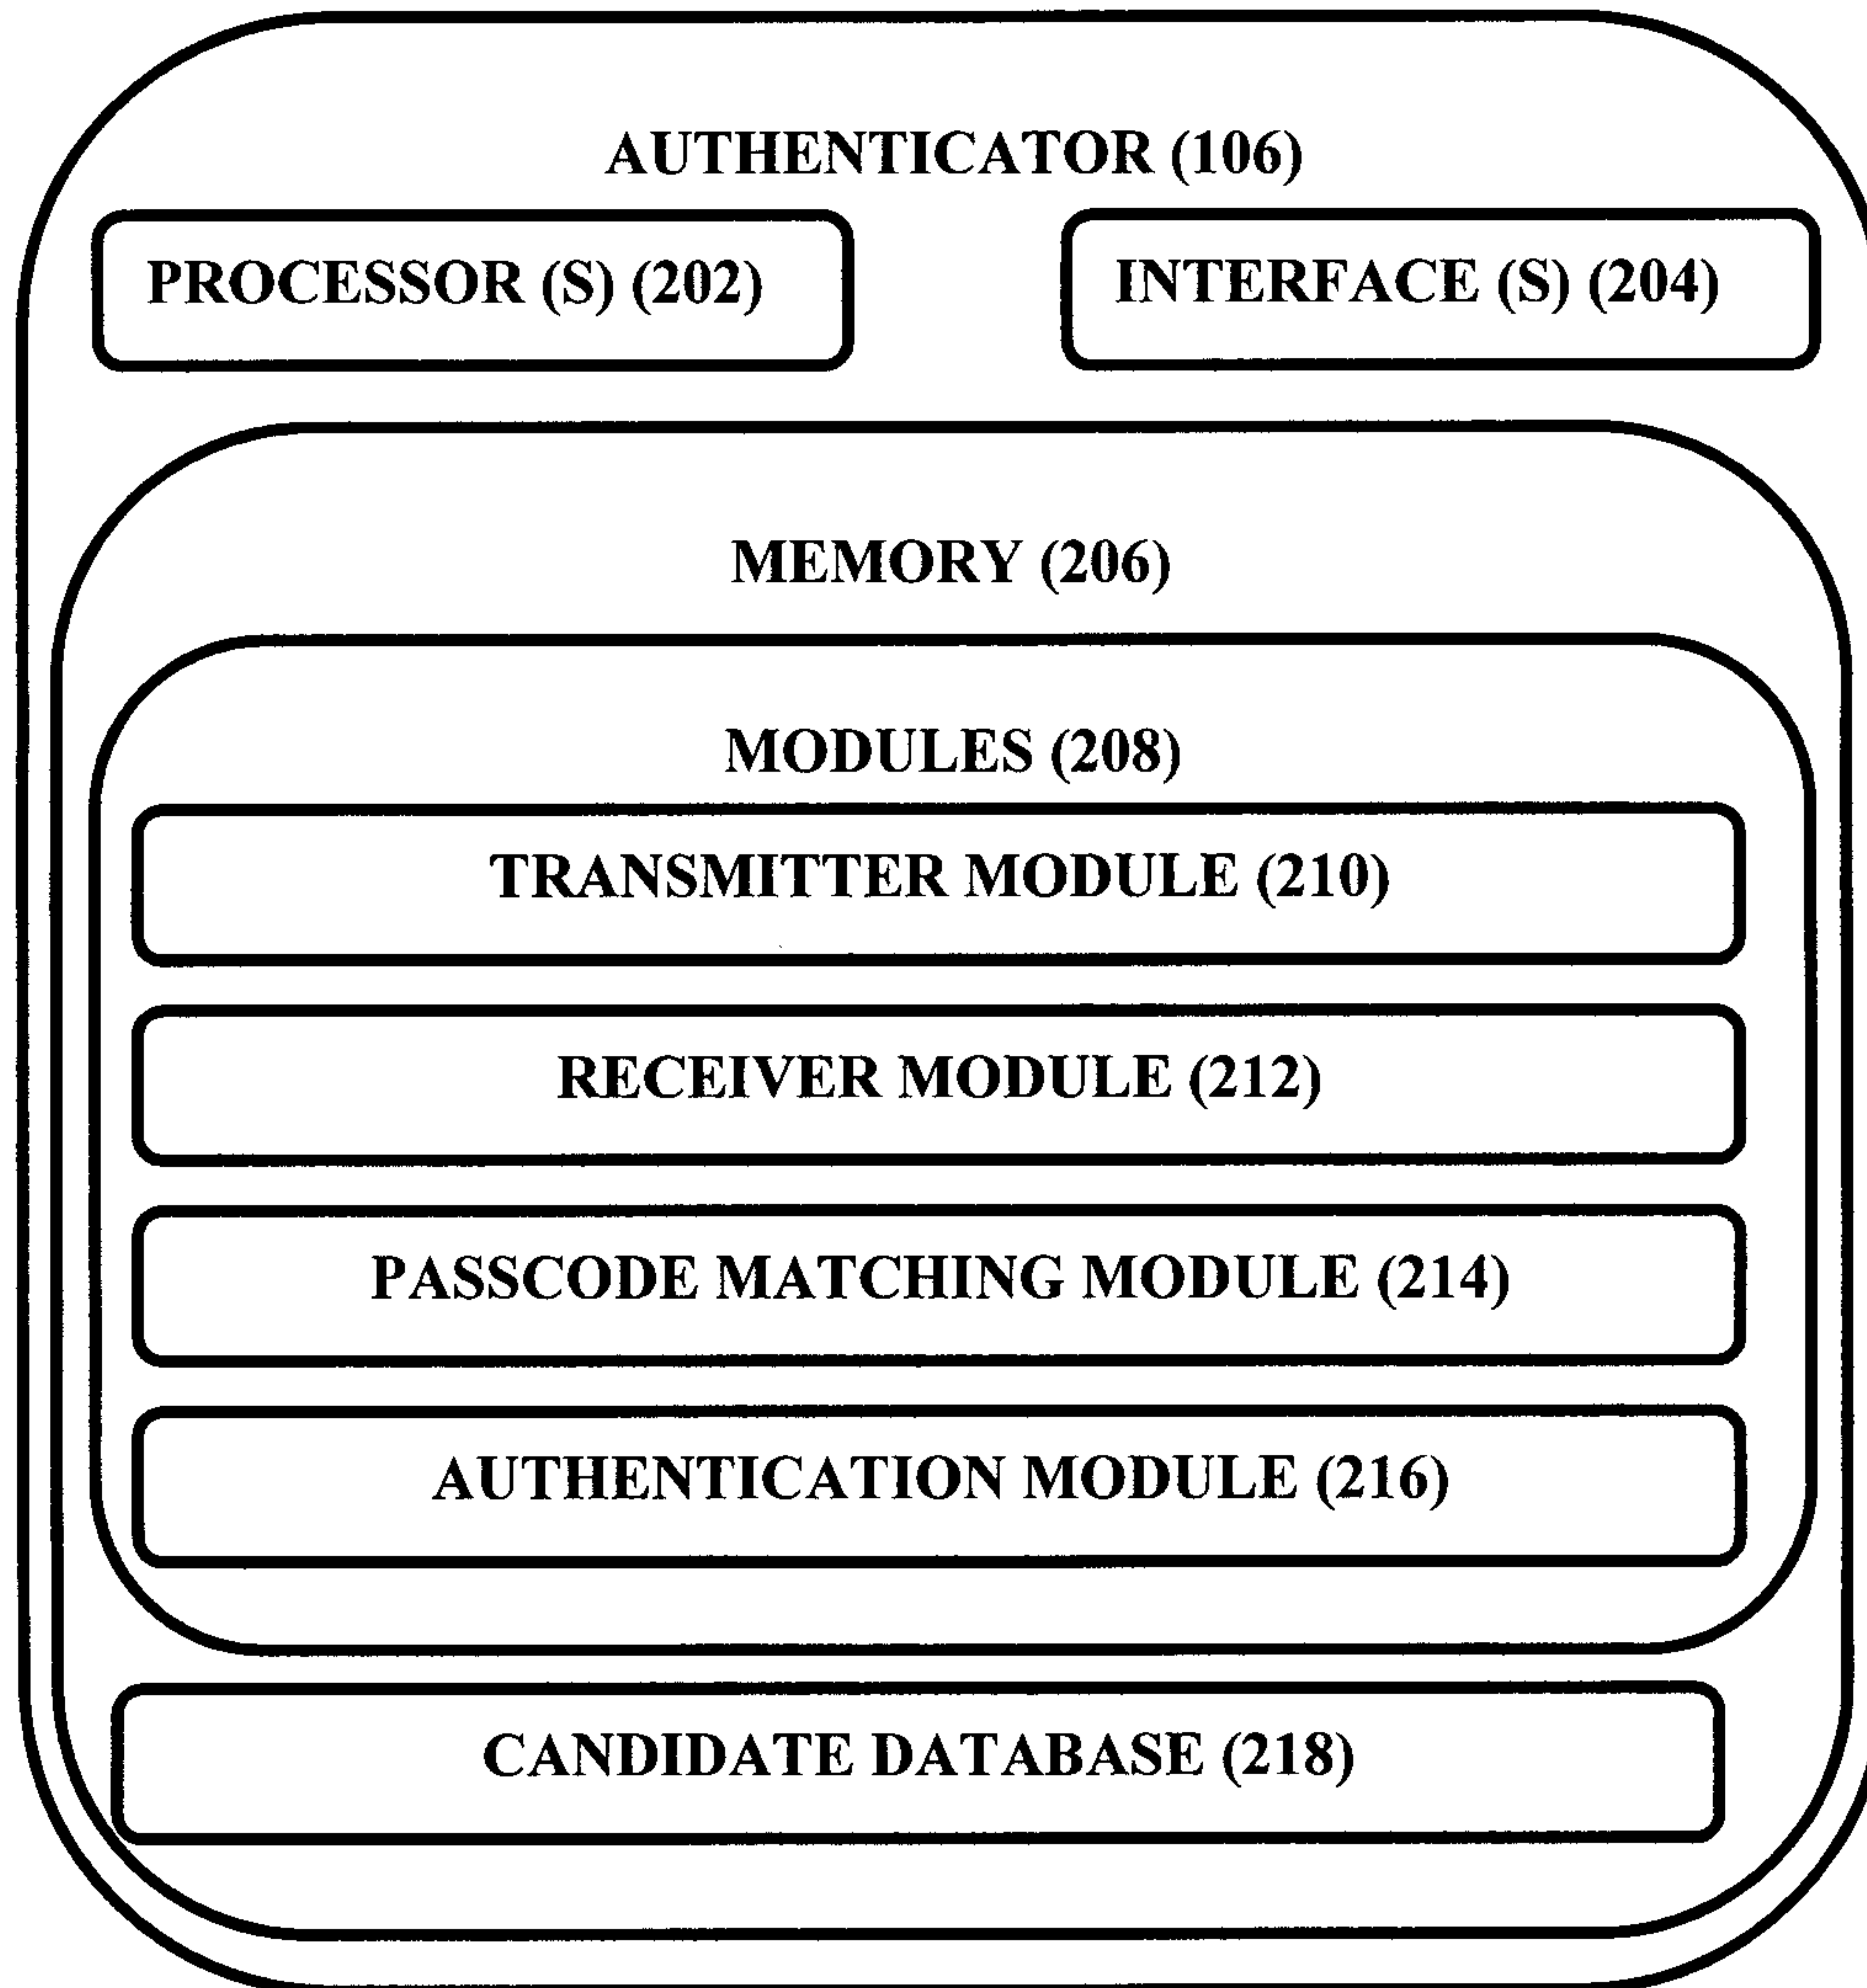 AUTHENTICATOR (106)
PROCESSOR (S) (202)
INTERFACE (S) (204)
MEMORY (206)
MODULES (208)
TRANSMITTER MODULE (210)
RECEIVER MODULE (212)
PASSCODE MATCHING MODULE (214)
AUTHENTICATION MODULE (216)
CANDIDATE DATABASE (218)